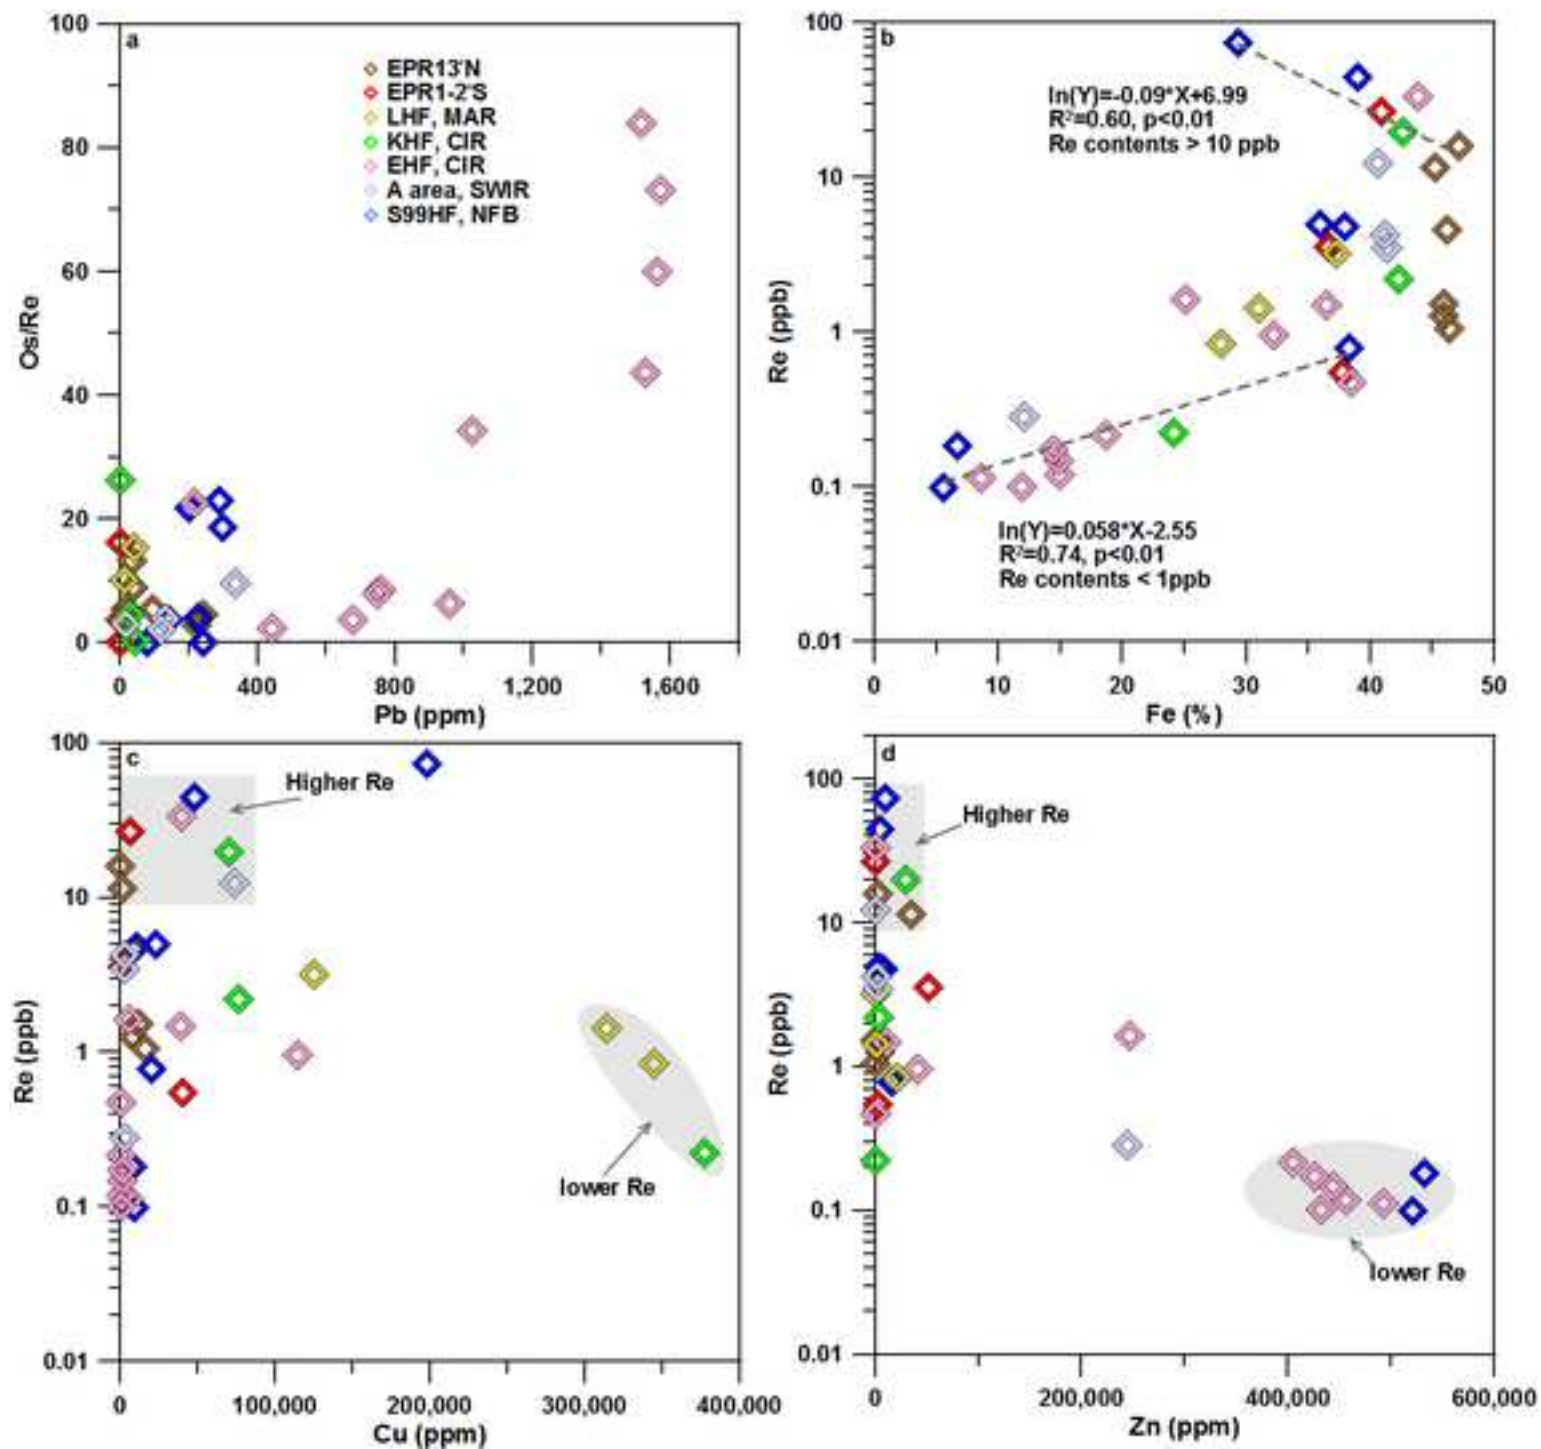 a
EPR13°N
EPR1-2°S
LHF, MAR
KHF, CIR
EHF, CIR
A area, SWIR
S99HF, NFB
100
80
60
40
20
0
Os/Re
0 400 800 1,200 1,600
Pb (ppm)
b
ln(Y)=-0.09*X+6.99
R²=0.60, p<0.01
Re contents > 10 ppb
ln(Y)=0.058*X-2.55
R²=0.74, p<0.01
Re contents < 1ppb
100
10
1
0.1
0.01
Re (ppb)
0 10 20 30 40 50
Fe (%)
c
Higher Re
lower Re
100
10
1
0.1
0.01
Re (ppb)
0 100,000 200,000 300,000 400,000
Cu (ppm)
d
Higher Re
lower Re
100
10
1
0.1
0.01
Re (ppb)
0 200,000 400,000 600,000
Zn (ppm)